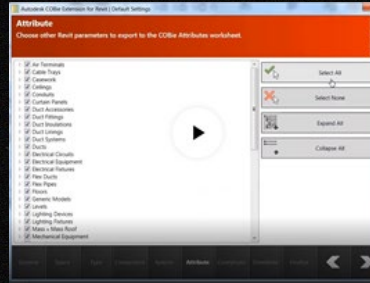 Autodesk COBie Extension for Revit | Default Settings
Attribute
Choose other Revit parameters to export to the COBie Attributes worksheet.
Air Terminals
Cable Trays
Casework
Ceilings
Conduits
Curtain Panels
Duct Accessories
Duct Fittings
Duct Insulations
Duct Linings
Duct Systems
Ducts
Electrical Circuits
Electrical Equipment
Electrical Fixtures
Flex Ducts
Flex Pipes
Floors
Generic Models
Levels
Lighting Devices
Lighting Fixtures
Mass & Mass Roof
Mechanical Equipment
Select All
Select None
Expand All
Collapse All
Attribute